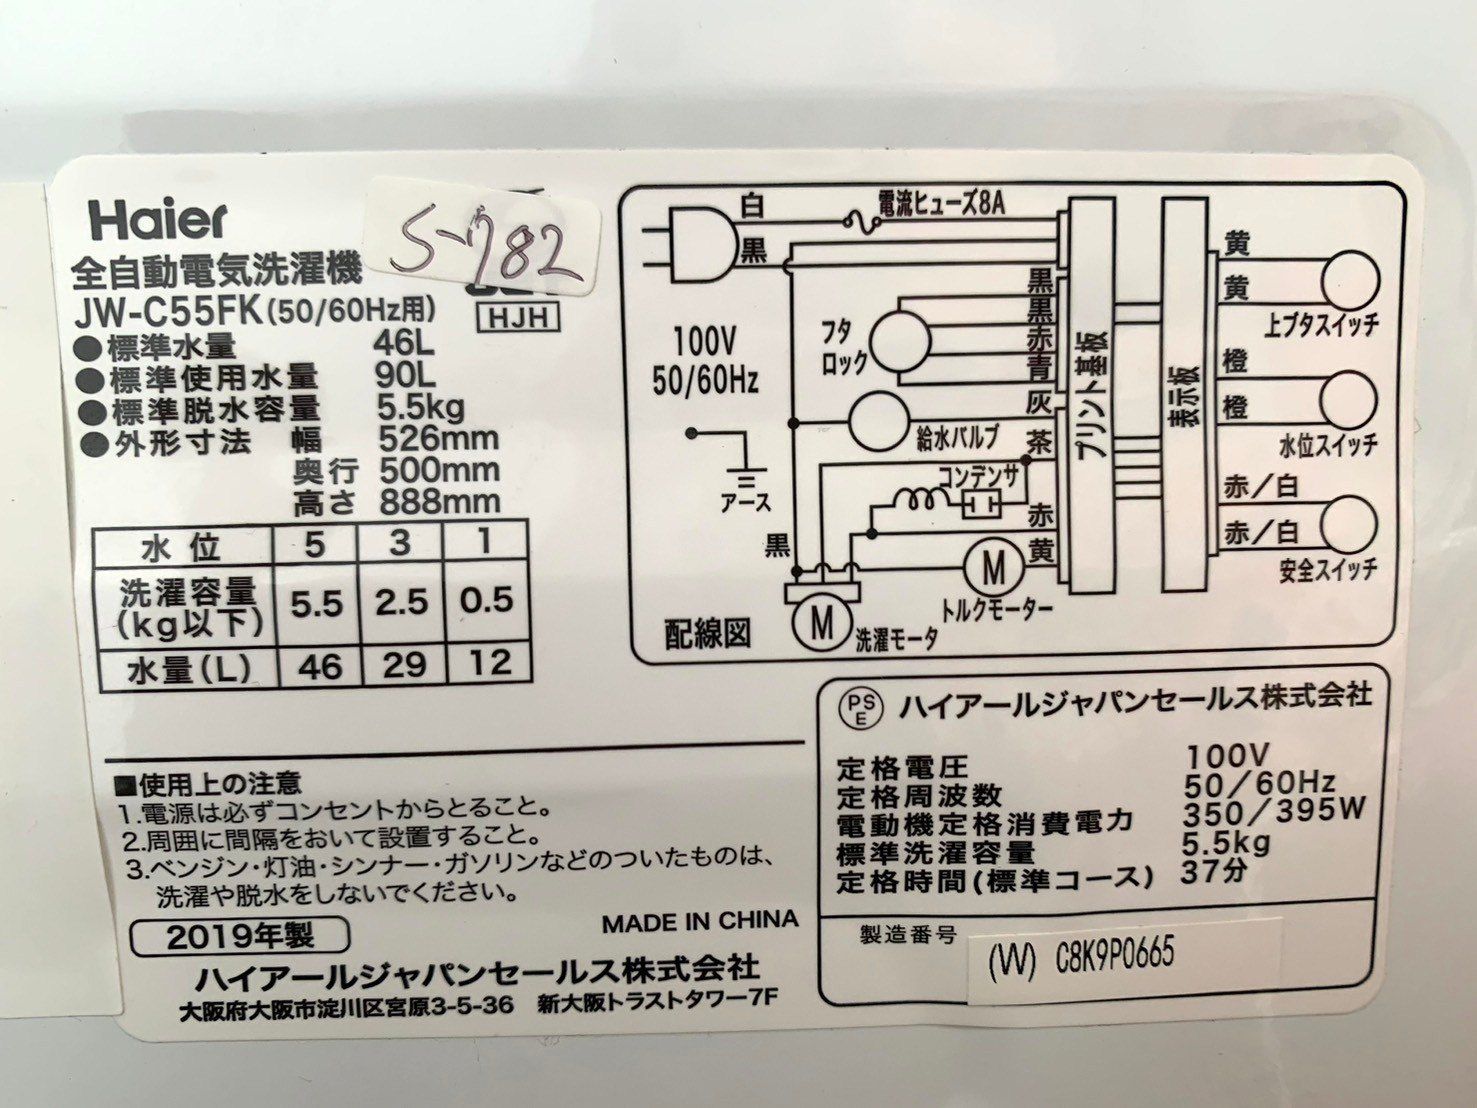 Haier
S-782
全自動電気洗濯機
JW-C55FK(50/60Hz用)
HJH
●標準水量 46L
●標準使用水量 90L
●標準脱水容量 5.5kg
●外形寸法 幅 526mm
奥行 500mm
高さ 888mm
水位 5 3 1
洗濯容量(kg以下) 5.5 2.5 0.5
水量(L) 46 29 12
■使用上の注意
1.電源は必ずコンセントからとること。
2.周囲に間隔をおいて設置すること。
3.ベンジン・灯油・シンナー・ガソリンなどのついたものは、
洗濯や脱水をしないでください。
MADE IN CHINA
2019年製
ハイアールジャパンセールス株式会社
大阪府大阪市淀川区宮原3-5-36 新大阪トラストタワー7F
白
電流ヒューズ8A
黒
100V
50/60Hz
アース
フタ
ロック
黒
黒
赤
青
灰
給水バルブ
茶
コンデンサ
赤
黒
黄
M
トルクモーター
M
洗濯モータ
配線図
プリント基板
表示板
黄
黄
上ブタスイッチ
橙
橙
水位スイッチ
赤/白
赤/白
安全スイッチ
PSE ハイアールジャパンセールス株式会社
定格電圧 100V
定格周波数 50/60Hz
電動機定格消費電力 350/395W
標準洗濯容量 5.5kg
定格時間(標準コース) 37分
製造番号 (W) C8K9P0665